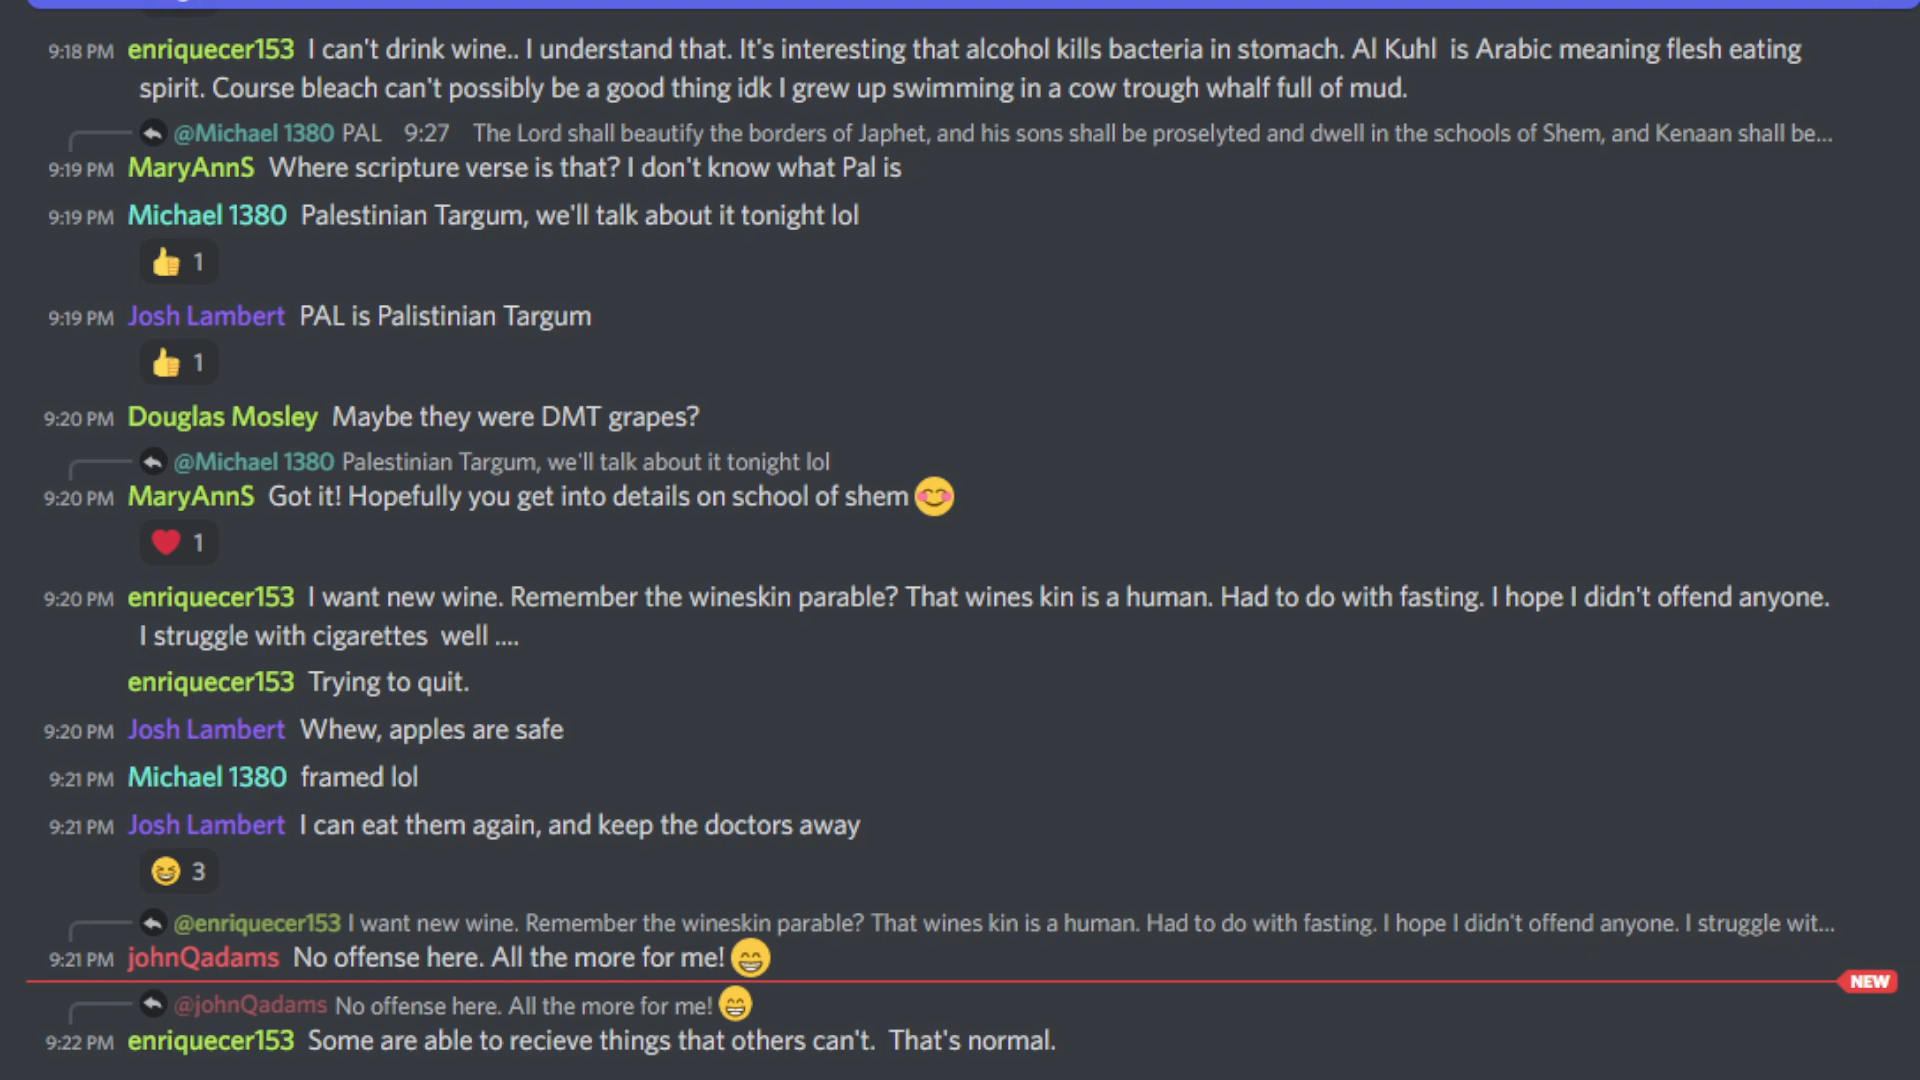 9:18 PM enriquecer153 I can't drink wine.. I understand that. It's interesting that alcohol kills bacteria in stomach. Al Kuhl is Arabic meaning flesh eating
spirit. Course bleach can't possibly be a good thing idk I grew up swimming in a cow trough whalf full of mud.
@Michael 1380 PAL 9:27 The Lord shall beautify the borders of Japhet, and his sons shall be proselyted and dwell in the schools of Shem, and Kenaan shall be...
9:19 PM MaryAnnS Where scripture verse is that? I don't know what Pal is
9:19 PM Michael 1380 Palestinian Targum, we'll talk about it tonight lol
👍 1
9:19 PM Josh Lambert PAL is Palistinian Targum
👍 1
9:20 PM Douglas Mosley Maybe they were DMT grapes?
@Michael 1380 Palestinian Targum, we'll talk about it tonight lol
9:20 PM MaryAnnS Got it! Hopefully you get into details on school of shem 😊
❤️ 1
9:20 PM enriquecer153 I want new wine. Remember the wineskin parable? That wines kin is a human. Had to do with fasting. I hope I didn't offend anyone.
I struggle with cigarettes well ....
enriquecer153 Trying to quit.
9:20 PM Josh Lambert Whew, apples are safe
9:21 PM Michael 1380 framed lol
9:21 PM Josh Lambert I can eat them again, and keep the doctors away
😆 3
@enriquecer153 I want new wine. Remember the wineskin parable? That wines kin is a human. Had to do with fasting. I hope I didn't offend anyone. I struggle wit...
9:21 PM johnQadams No offense here. All the more for me! 😁
NEW
@johnQadams No offense here. All the more for me! 😁
9:22 PM enriquecer153 Some are able to recieve things that others can't. That's normal.